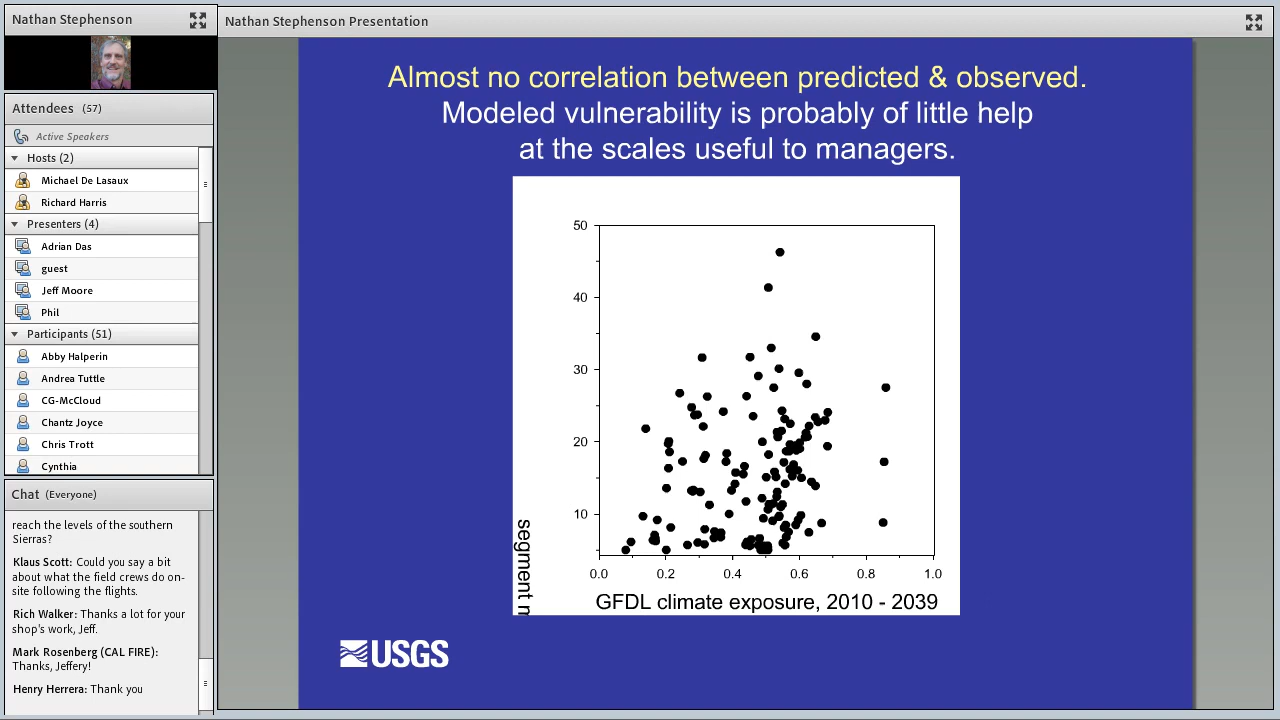 Nathan Stephenson
Attendees (57)
Active Speakers
Hosts (2)
Michael De Lasaux
Richard Harris
Presenters (4)
Adrian Das
guest
Jeff Moore
Phil
Participants (51)
Abby Halperin
Andrea Tuttle
CG-McCloud
Chantz Joyce
Chris Trott
Cynthia
Chat (Everyone)
reach the levels of the southern
Sierras?
Klaus Scott: Could you say a bit
about what the field crews do on-
site following the flights.
Rich Walker: Thanks a lot for your
shop's work, Jeff.
Mark Rosenberg (CAL FIRE):
Thanks, Jeffery!
Henry Herrera: Thank you
Nathan Stephenson Presentation
Almost no correlation between predicted & observed.
Modeled vulnerability is probably of little help
at the scales useful to managers.
50
40
30
20
10
segment
0.0 0.2 0.4 0.6 0.8 1.0
GFDL climate exposure, 2010 - 2039
USGS